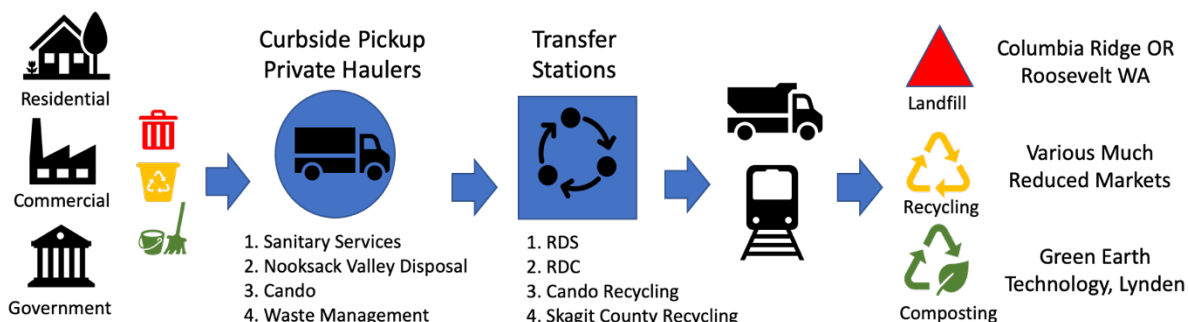 Residential
Commercial
Government
Curbside Pickup
Private Haulers
1. Sanitary Services
2. Nooksack Valley Disposal
3. Cando
4. Waste Management
Transfer
Stations
1. RDS
2. RDC
3. Cando Recycling
4. Skagit County Recycling
Landfill
Columbia Ridge OR
Roosevelt WA
Recycling
Various Much
Reduced Markets
Composting
Green Earth
Technology, Lynden